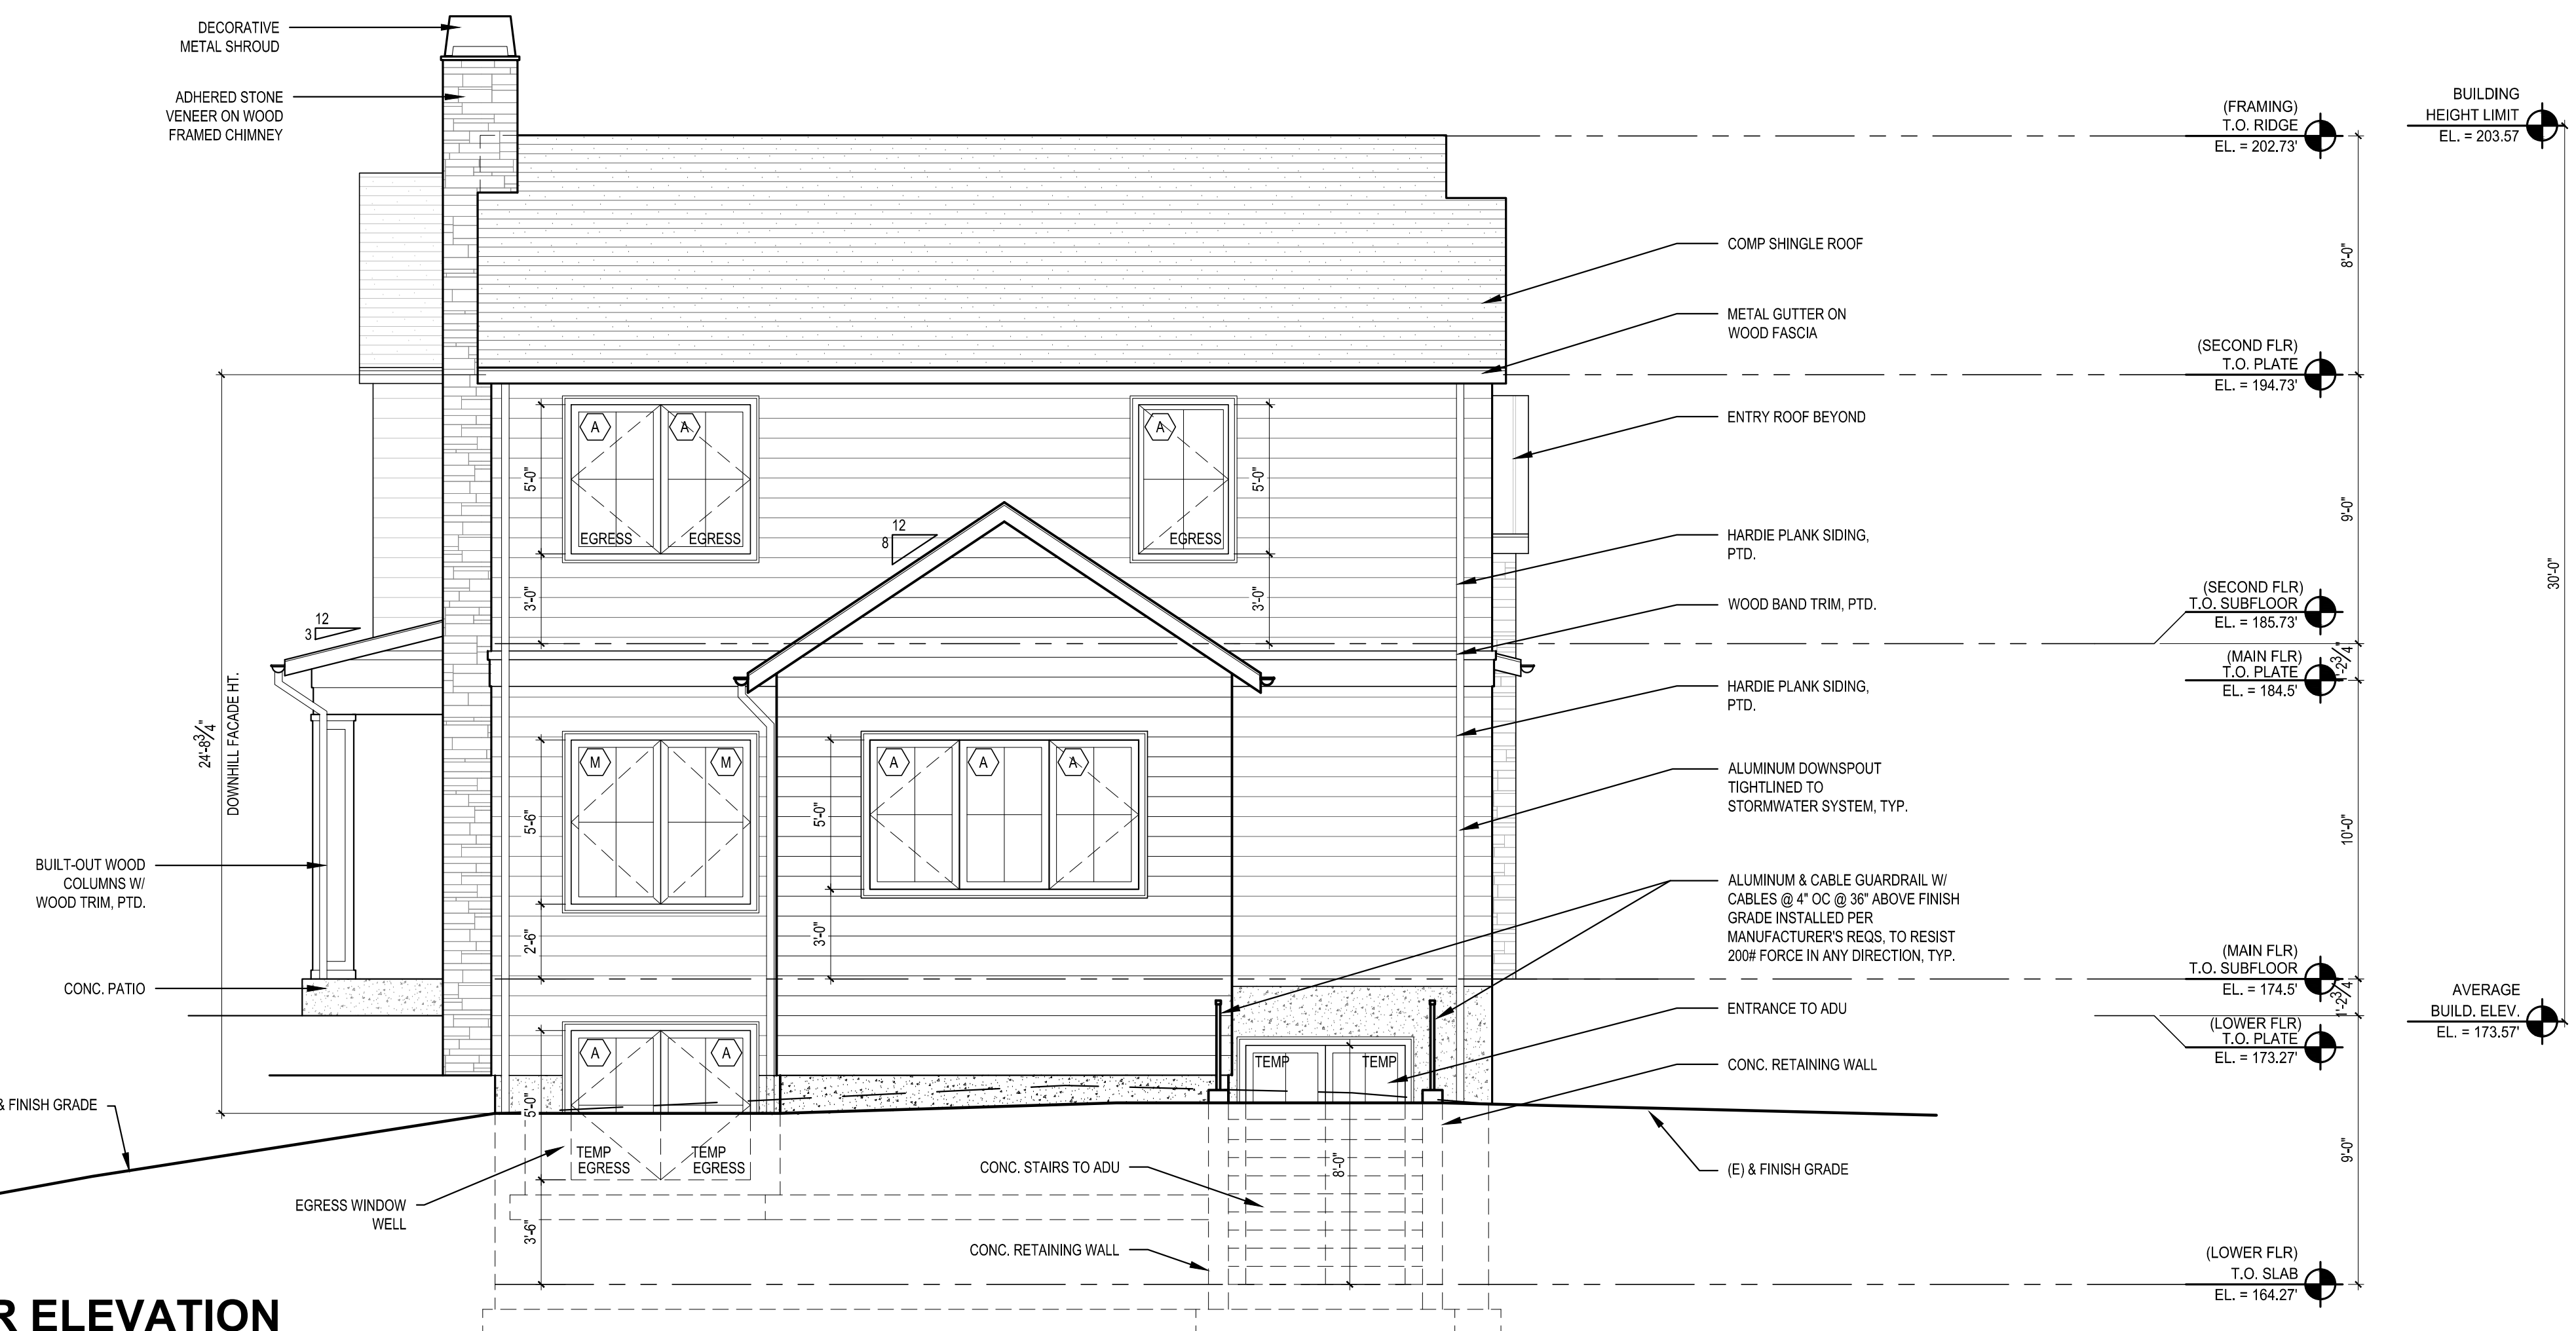 DECORATIVE
METAL SHROUD
ADHERED STONE
VENEER ON WOOD
FRAMED CHIMNEY
(FRAMING)
T.O. RIDGE
EL. = 202.73'
BUILDING
HEIGHT LIMIT
EL. = 203.57
COMP SHINGLE ROOF
8'-0"
METAL GUTTER ON
WOOD FASCIA
(SECOND FLR)
T.O. PLATE
EL. = 194.73'
ENTRY ROOF BEYOND
A
A
A
5'-0"
5'-0"
EGRESS
EGRESS
EGRESS
12
8
9'-0"
HARDIE PLANK SIDING,
PTD.
30'-0"
3'-0"
3'-0"
WOOD BAND TRIM, PTD.
(SECOND FLR)
T.O. SUBFLOOR
EL. = 185.73'
12
3
1'-2 3/4"
(MAIN FLR)
T.O. PLATE
EL. = 184.5'
HARDIE PLANK SIDING,
PTD.
24'-8 3/4"
DOWNHILL FACADE HT.
M
M
A
A
A
5'-6"
5'-0"
ALUMINUM DOWNSPOUT
TIGHTLINED TO
STORMWATER SYSTEM, TYP.
10'-0"
BUILT-OUT WOOD
COLUMNS W/
WOOD TRIM, PTD.
ALUMINUM & CABLE GUARDRAIL W/
CABLES @ 4" OC @ 36" ABOVE FINISH
GRADE INSTALLED PER
MANUFACTURER'S REQS, TO RESIST
200# FORCE IN ANY DIRECTION, TYP.
2'-6"
3'-0"
CONC. PATIO
(MAIN FLR)
T.O. SUBFLOOR
EL. = 174.5'
1'-2 3/4"
AVERAGE
BUILD. ELEV.
EL. = 173.57'
ENTRANCE TO ADU
(LOWER FLR)
T.O. PLATE
EL. = 173.27'
A
A
TEMP
TEMP
CONC. RETAINING WALL
& FINISH GRADE
5'-0"
TEMP
EGRESS
TEMP
EGRESS
CONC. STAIRS TO ADU
8'-0"
(E) & FINISH GRADE
9'-0"
EGRESS WINDOW
WELL
3'-6"
CONC. RETAINING WALL
(LOWER FLR)
T.O. SLAB
EL. = 164.27'
R ELEVATION